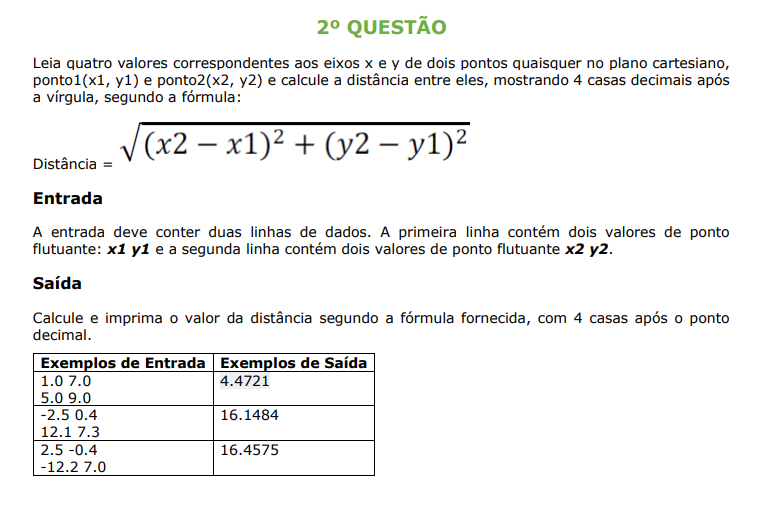 2º QUESTÃO
Leia quatro valores correspondentes aos eixos x e y de dois pontos quaisquer no plano cartesiano,
ponto1(x1, y1) e ponto2(x2, y2) e calcule a distância entre eles, mostrando 4 casas decimais após
a vírgula, segundo a fórmula:
Distância = √(x2 − x1)² + (y2 − y1)²
Entrada
A entrada deve conter duas linhas de dados. A primeira linha contém dois valores de ponto
flutuante: x1 y1 e a segunda linha contém dois valores de ponto flutuante x2 y2.
Saída
Calcule e imprima o valor da distância segundo a fórmula fornecida, com 4 casas após o ponto
decimal.
Exemplos de Entrada Exemplos de Saída
1.0 7.0 4.4721
5.0 9.0
-2.5 0.4 16.1484
12.1 7.3
2.5 -0.4 16.4575
-12.2 7.0